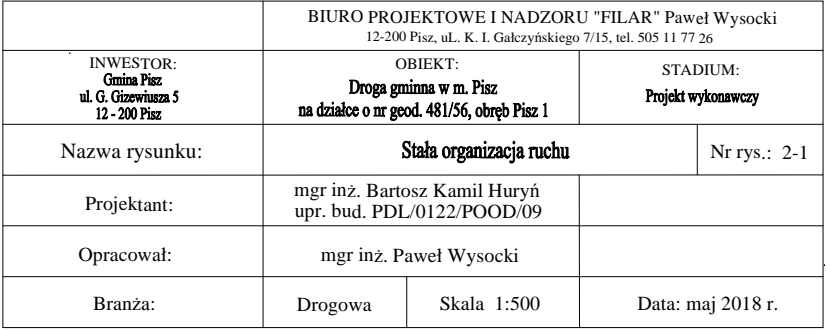 BIURO PROJEKTOWE I NADZORU "FILAR" Paweł Wysocki
12-200 Pisz, uL. K. I. Gałczyńskiego 7/15, tel. 505 11 77 26
INWESTOR:
Gmina Pisz
ul. G. Gizewiusza 5
12 - 200 Pisz
OBIEKT:
Droga gminna w m. Pisz
na działce o nr geod. 481/56, obręb Pisz 1
STADIUM:
Projekt wykonawczy
Nazwa rysunku:
Stała organizacja ruchu
Nr rys.: 2-1
Projektant:
mgr inż. Bartosz Kamil Huryń
upr. bud. PDL/0122/POOD/09
Opracował:
mgr inż. Paweł Wysocki
Branża:
Drogowa
Skala 1:500
Data: maj 2018 r.